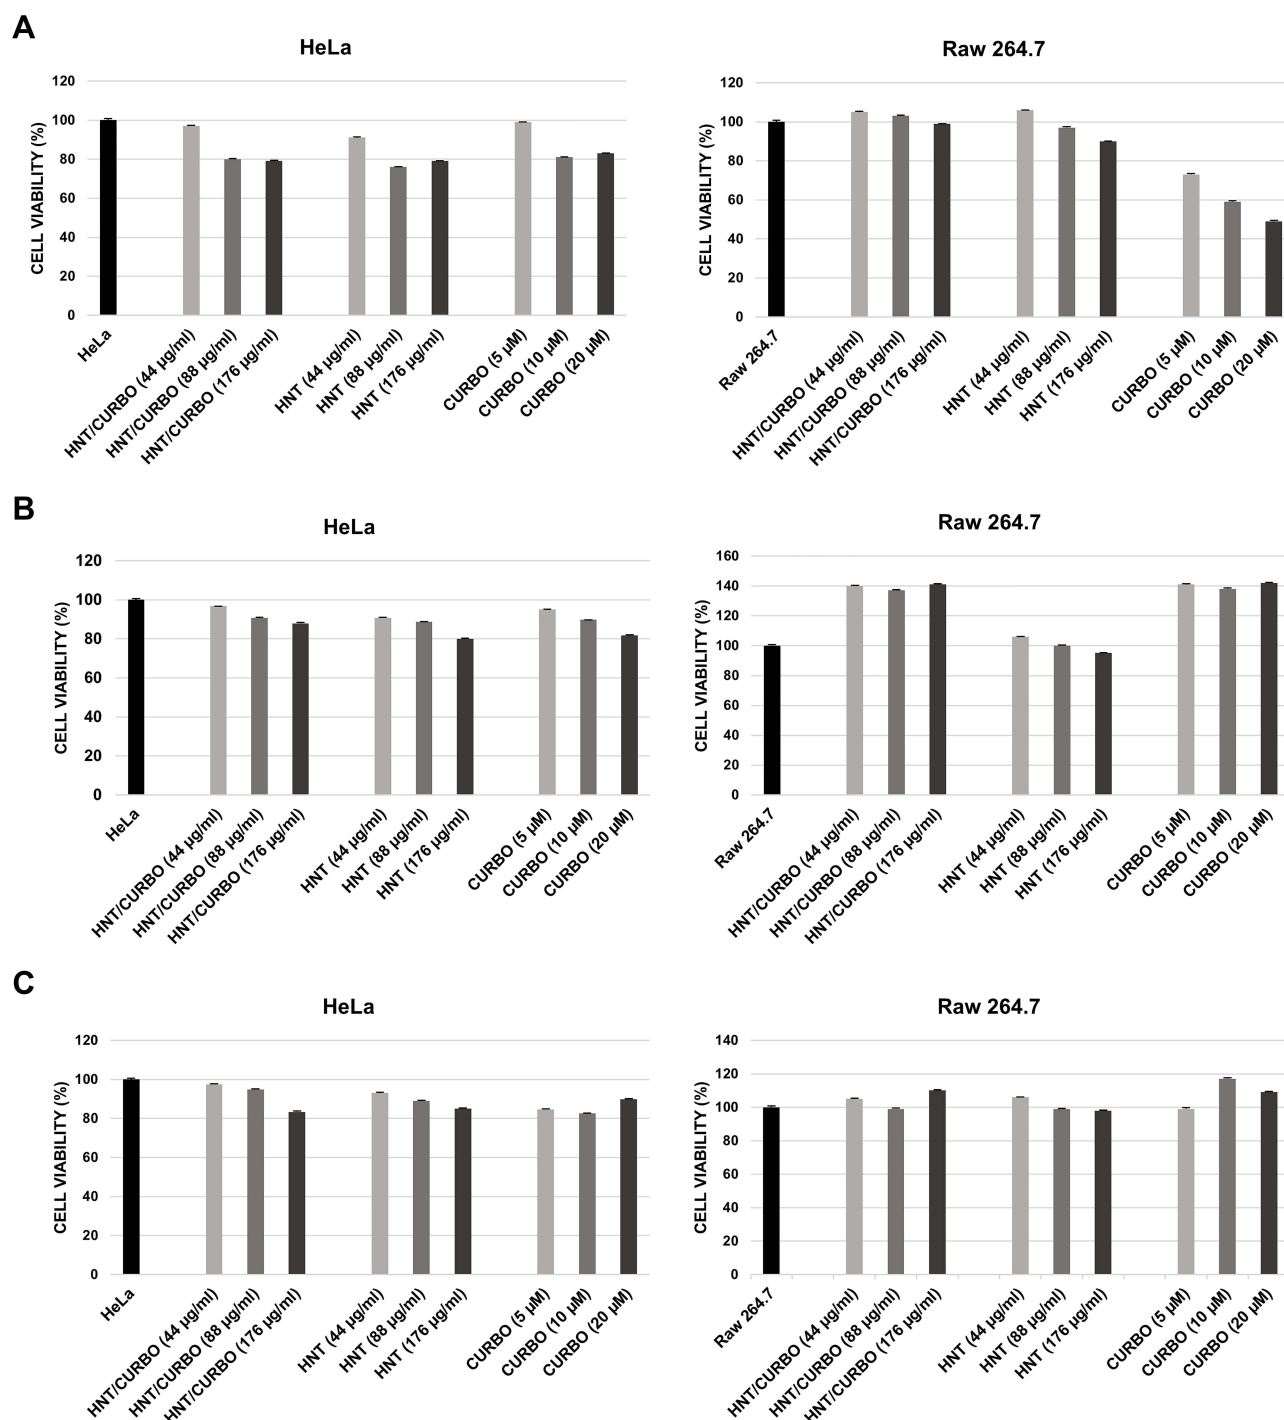 A
HeLa
CELL VIABILITY (%)
120
100
80
60
40
20
0
HeLa
HNT/CURBO (44 µg/ml)
HNT/CURBO (88 µg/ml)
HNT/CURBO (176 µg/ml)
HNT (44 µg/ml)
HNT (88 µg/ml)
HNT (176 µg/ml)
CURBO (5 µM)
CURBO (10 µM)
CURBO (20 µM)
Raw 264.7
CELL VIABILITY (%)
120
100
80
60
40
20
0
Raw 264.7
HNT/CURBO (44 µg/ml)
HNT/CURBO (88 µg/ml)
HNT/CURBO (176 µg/ml)
HNT (44 µg/ml)
HNT (88 µg/ml)
HNT (176 µg/ml)
CURBO (5 µM)
CURBO (10 µM)
CURBO (20 µM)
B
HeLa
CELL VIABILITY (%)
120
100
80
60
40
20
0
HeLa
HNT/CURBO (44 µg/ml)
HNT/CURBO (88 µg/ml)
HNT/CURBO (176 µg/ml)
HNT (44 µg/ml)
HNT (88 µg/ml)
HNT (176 µg/ml)
CURBO (5 µM)
CURBO (10 µM)
CURBO (20 µM)
Raw 264.7
CELL VIABILITY (%)
160
140
120
100
80
60
40
20
0
Raw 264.7
HNT/CURBO (44 µg/ml)
HNT/CURBO (88 µg/ml)
HNT/CURBO (176 µg/ml)
HNT (44 µg/ml)
HNT (88 µg/ml)
HNT (176 µg/ml)
CURBO (5 µM)
CURBO (10 µM)
CURBO (20 µM)
C
HeLa
CELL VIABILITY (%)
120
100
80
60
40
20
0
HeLa
HNT/CURBO (44 µg/ml)
HNT/CURBO (88 µg/ml)
HNT/CURBO (176 µg/ml)
HNT (44 µg/ml)
HNT (88 µg/ml)
HNT (176 µg/ml)
CURBO (5 µM)
CURBO (10 µM)
CURBO (20 µM)
Raw 264.7
CELL VIABILITY (%)
140
120
100
80
60
40
20
0
Raw 264.7
HNT/CURBO (44 µg/ml)
HNT/CURBO (88 µg/ml)
HNT/CURBO (176 µg/ml)
HNT (44 µg/ml)
HNT (88 µg/ml)
HNT (176 µg/ml)
CURBO (5 µM)
CURBO (10 µM)
CURBO (20 µM)